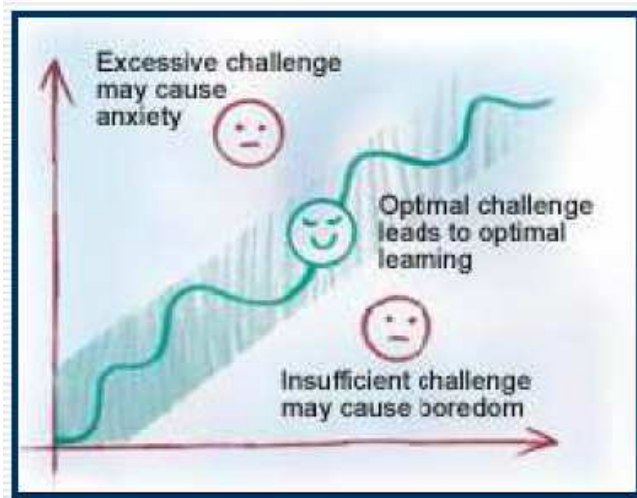 Excessive challenge
may cause
anxiety
Optimal challenge
leads to optimal
learning
Insufficient challenge
may cause boredom